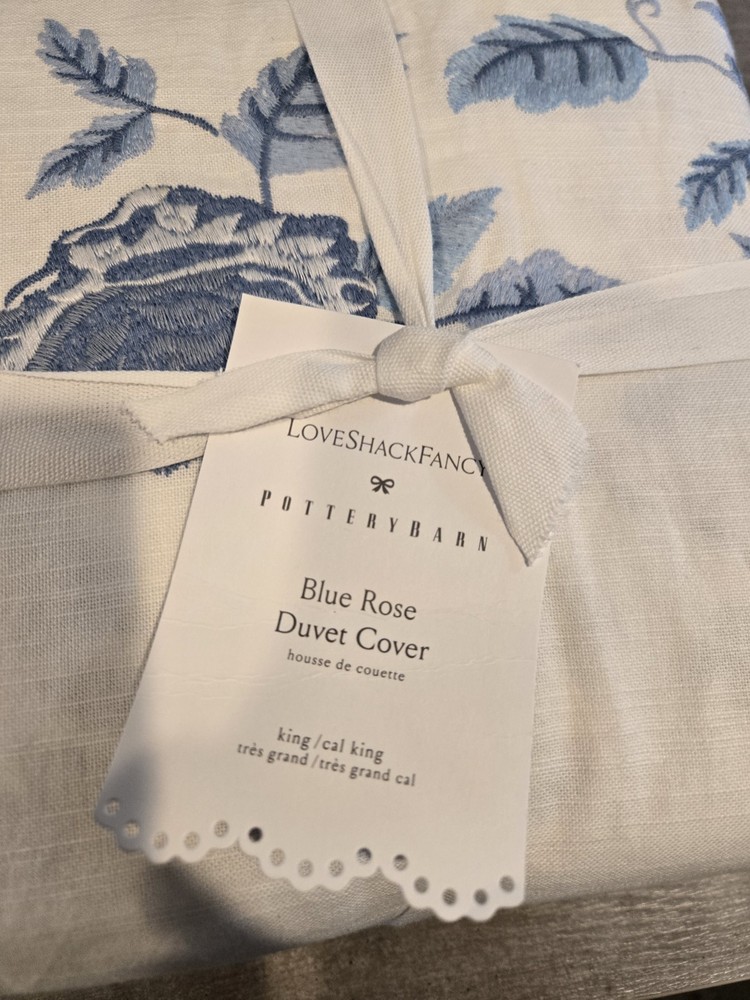 LOVESHACKFANCY
POTTERYBARN
Blue Rose
Duvet Cover
housse de couette
king/cal king
très grand/très grand cal